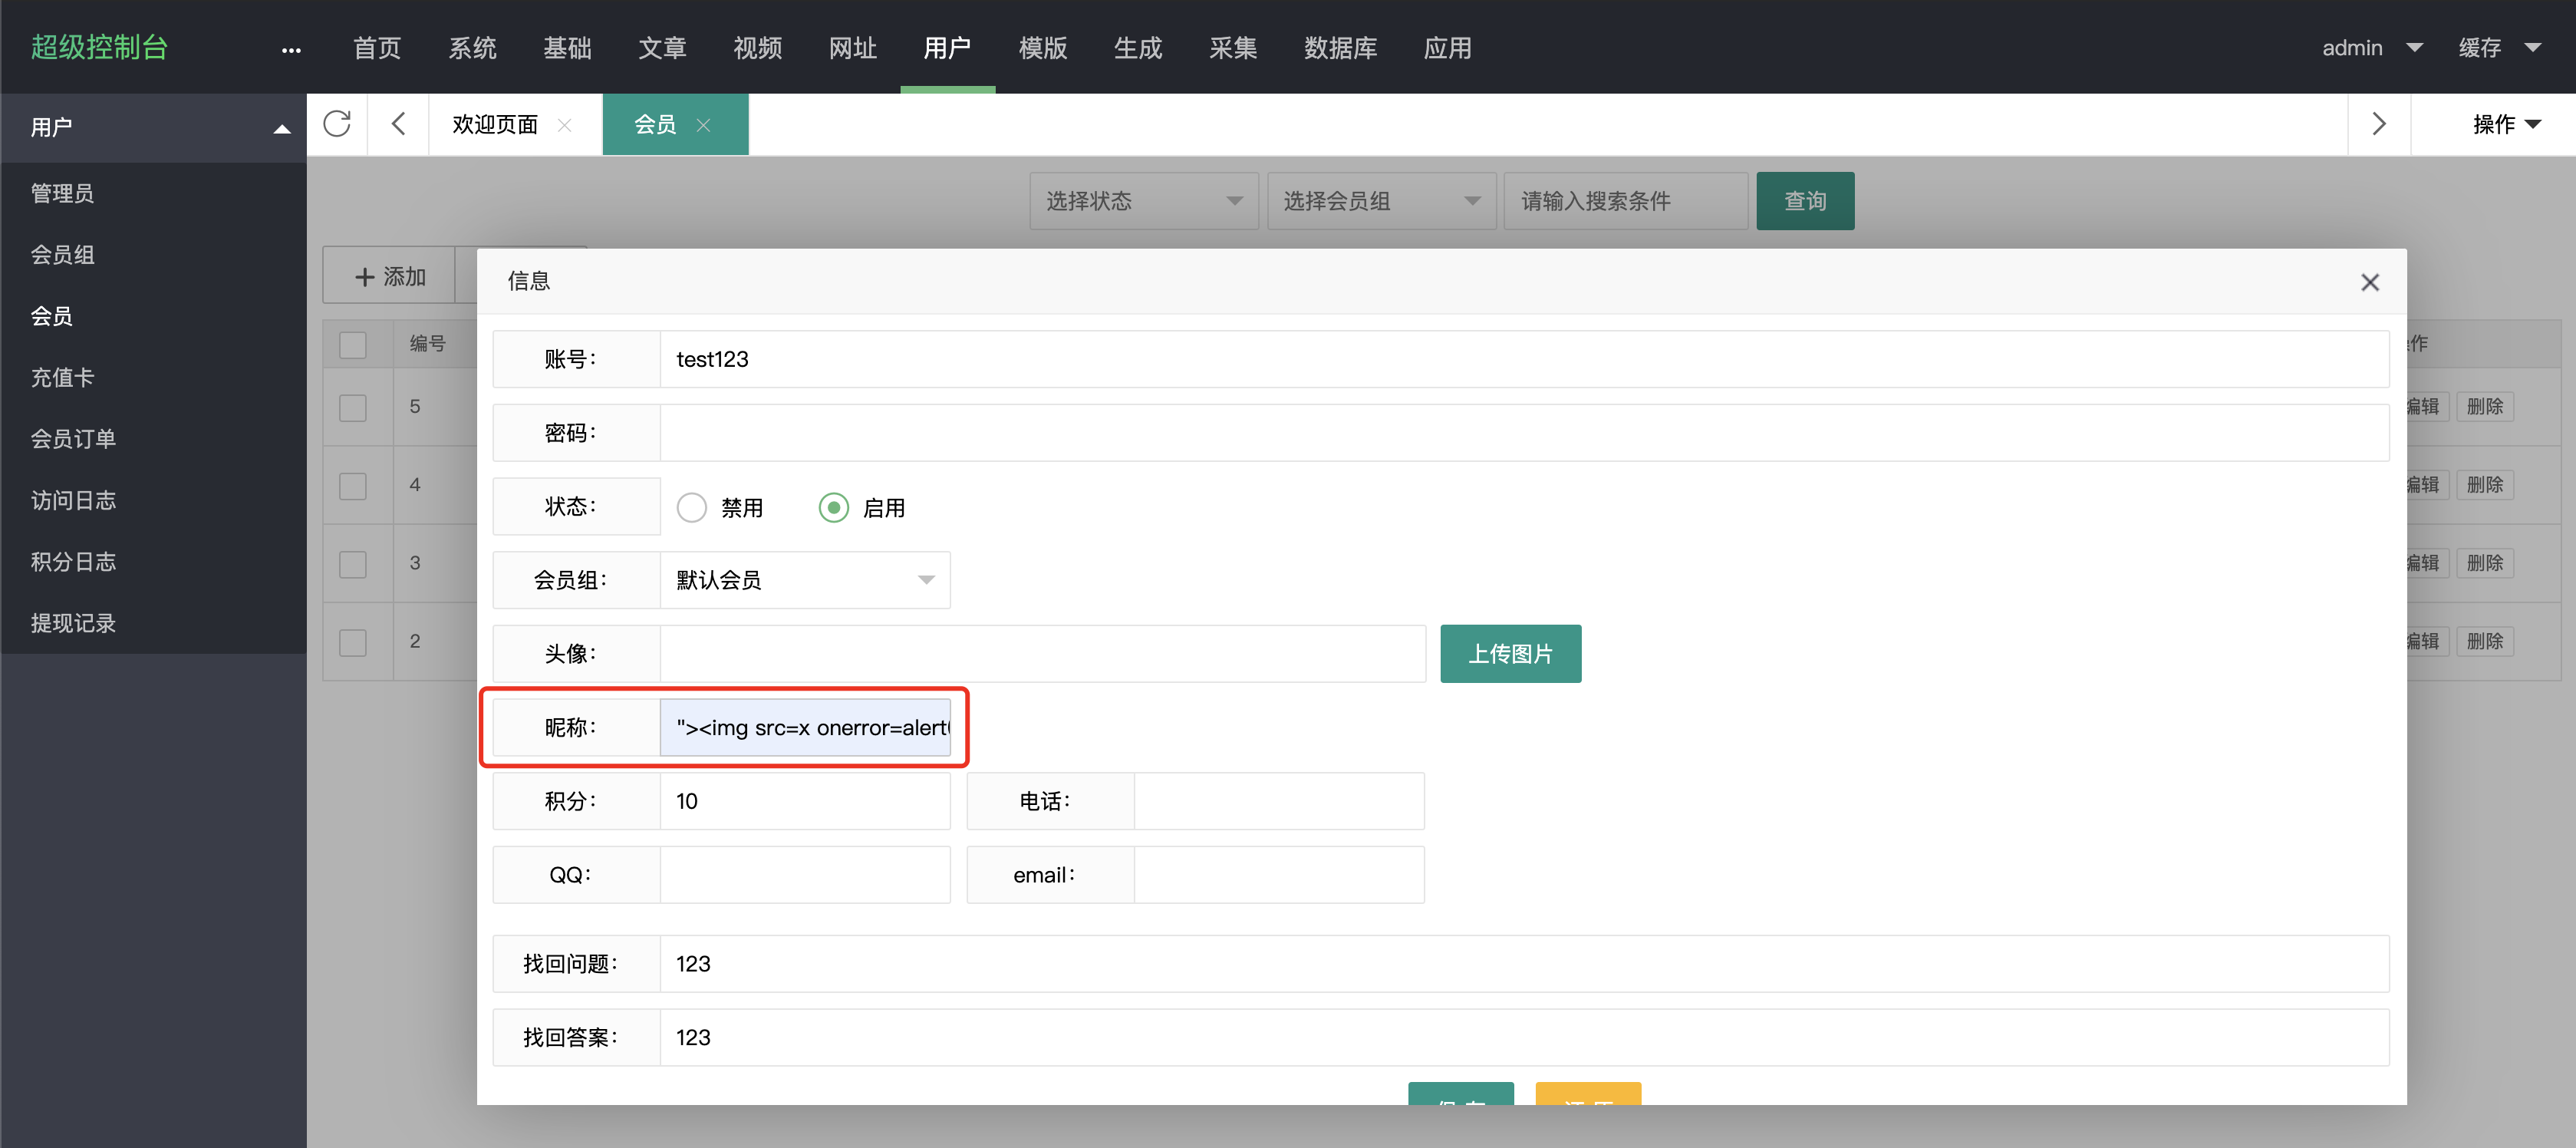 超级控制台 ... 首页 系统 基础 文章 视频 网址 用户 模版 生成 采集 数据库 应用 admin 缓存
用户 欢迎页面 会员 操作
管理员
会员组
会员
充值卡
会员订单
访问日志
积分日志
提现记录
选择状态 选择会员组 请输入搜索条件 查询
添加
编号
5 编辑 删除
4 编辑 删除
3 编辑 删除
2 编辑 删除
信息
账号： test123
密码：
状态： 禁用 启用
会员组： 默认会员
头像： 上传图片
昵称： "><img src=x onerror=alert(
积分： 10 电话：
QQ： email：
找回问题： 123
找回答案： 123